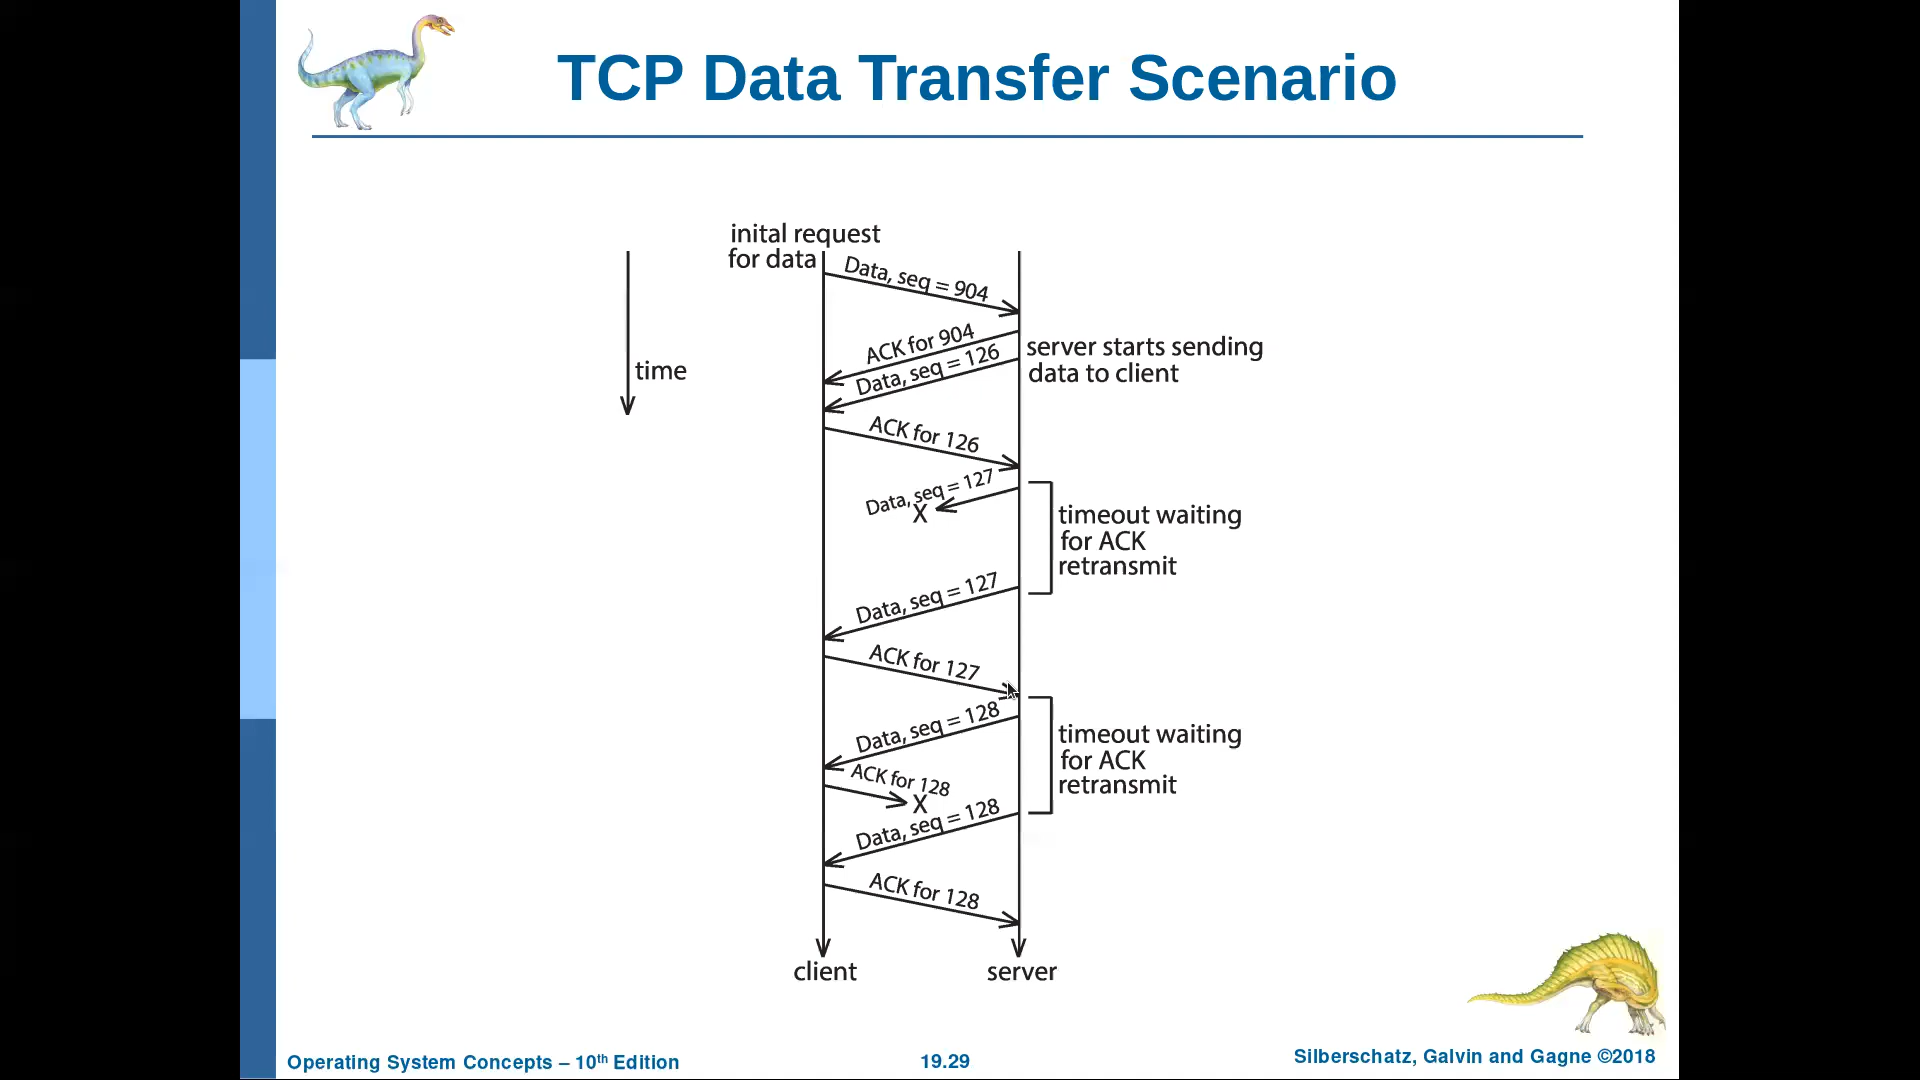 TCP Data Transfer Scenario
inital request
for data
Data, seq = 904
ACK for 904
Data, seq = 126
server starts sending
data to client
time
ACK for 126
Data, seq = 127
X
timeout waiting
for ACK
retransmit
Data, seq = 127
ACK for 127
Data, seq = 128
timeout waiting
for ACK
retransmit
ACK for 128
X
Data, seq = 128
ACK for 128
client
server
Operating System Concepts – 10th Edition
19.29
Silberschatz, Galvin and Gagne ©2018